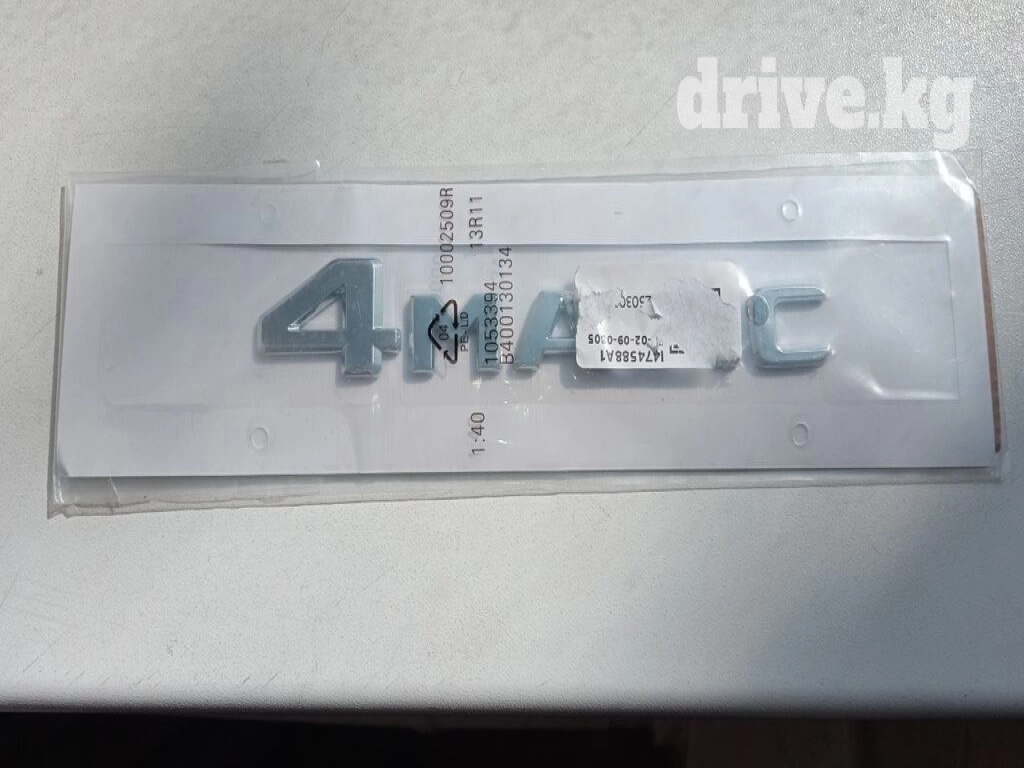 drive.kg
4MA
C
10002509R
13R11
04
PE-LD
1053394
B400130134
1:40
I474588A1
-02-09-0305